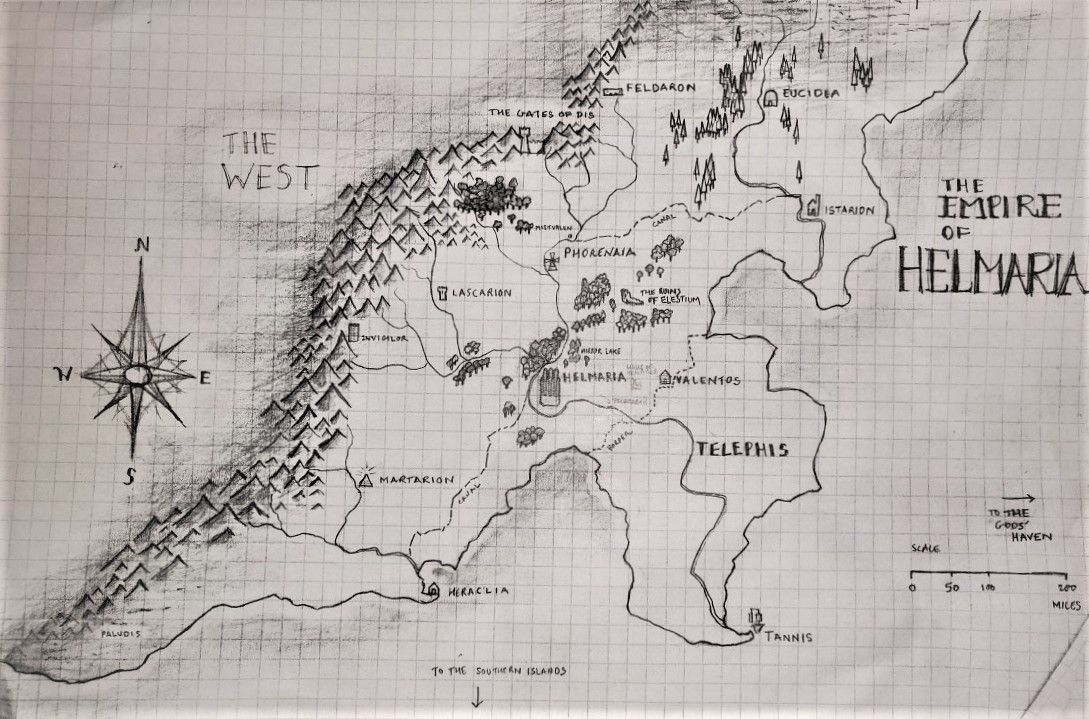 FELDARON
THE GATES OF DIS
EUCIDEA
THE
WEST
THE
EMPIRE
OF
HELMARIA
ISTARION
CANAL
MISTVALEN
PHORENAIA
N
LASCARION
THE RUINS
OF ELESTIUM
INVIGILOR
MIRROR LAKE
W
E
HELMARIA
VALENTOS
S
BORDER
TELEPHIS
MARTARION
CANAL
TO THE
GODS'
HAVEN
SCALE
0 50 100 200
MILES
HERACLIA
PALUDIS
TANNIS
TO THE SOUTHERN ISLANDS